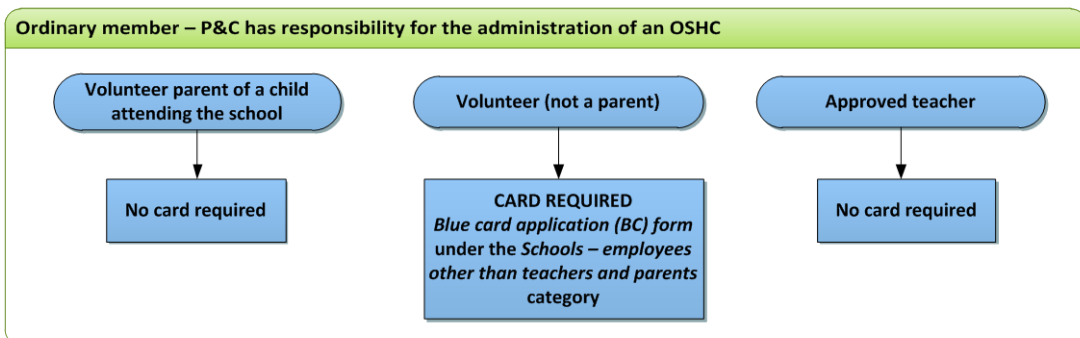 Ordinary member – P&C has responsibility for the administration of an OSHC
Volunteer parent of a child
attending the school
No card required
Volunteer (not a parent)
CARD REQUIRED
Blue card application (BC) form
under the Schools – employees
other than teachers and parents
category
Approved teacher
No card required